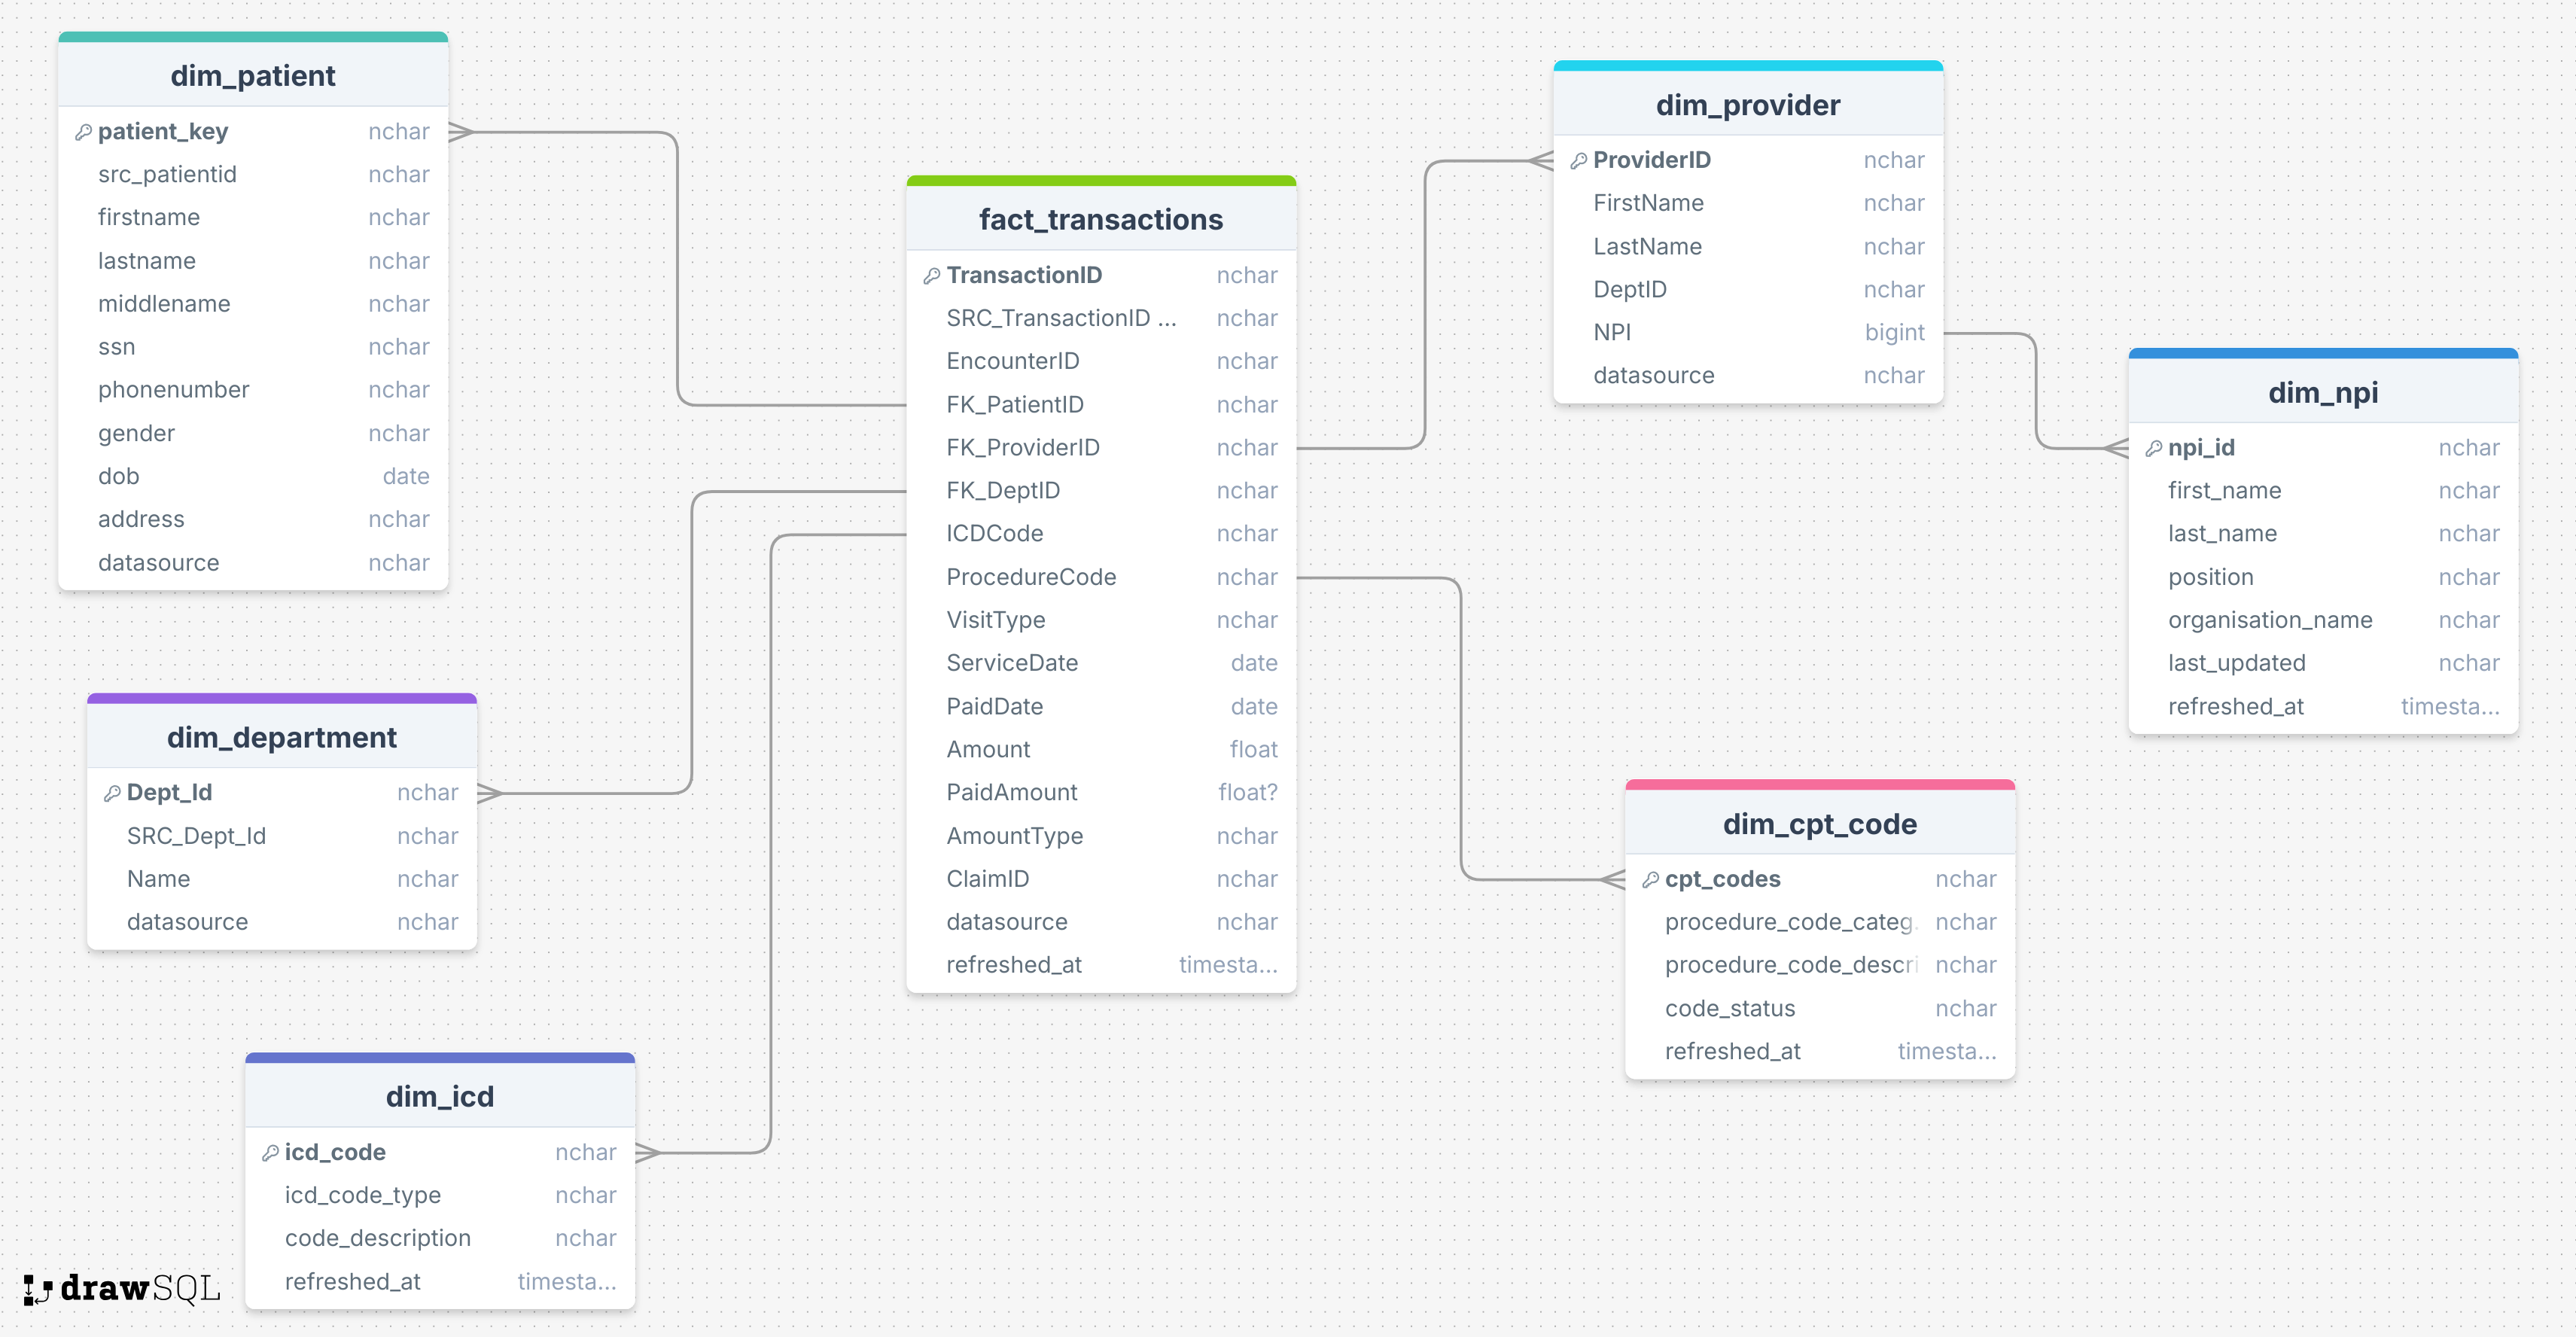 dim_patient
patient_key nchar
src_patientid nchar
firstname nchar
lastname nchar
middlename nchar
ssn nchar
phonenumber nchar
gender nchar
dob date
address nchar
datasource nchar
dim_department
Dept_Id nchar
SRC_Dept_Id nchar
Name nchar
datasource nchar
dim_icd
icd_code nchar
icd_code_type nchar
code_description nchar
refreshed_at timesta...
fact_transactions
TransactionID nchar
SRC_TransactionID ... nchar
EncounterID nchar
FK_PatientID nchar
FK_ProviderID nchar
FK_DeptID nchar
ICDCode nchar
ProcedureCode nchar
VisitType nchar
ServiceDate date
PaidDate date
Amount float
PaidAmount float?
AmountType nchar
ClaimID nchar
datasource nchar
refreshed_at timesta...
dim_provider
ProviderID nchar
FirstName nchar
LastName nchar
DeptID nchar
NPI bigint
datasource nchar
dim_npi
npi_id nchar
first_name nchar
last_name nchar
position nchar
organisation_name nchar
last_updated nchar
refreshed_at timesta...
dim_cpt_code
cpt_codes nchar
procedure_code_categ. nchar
procedure_code_descri nchar
code_status nchar
refreshed_at timesta...
drawSQL